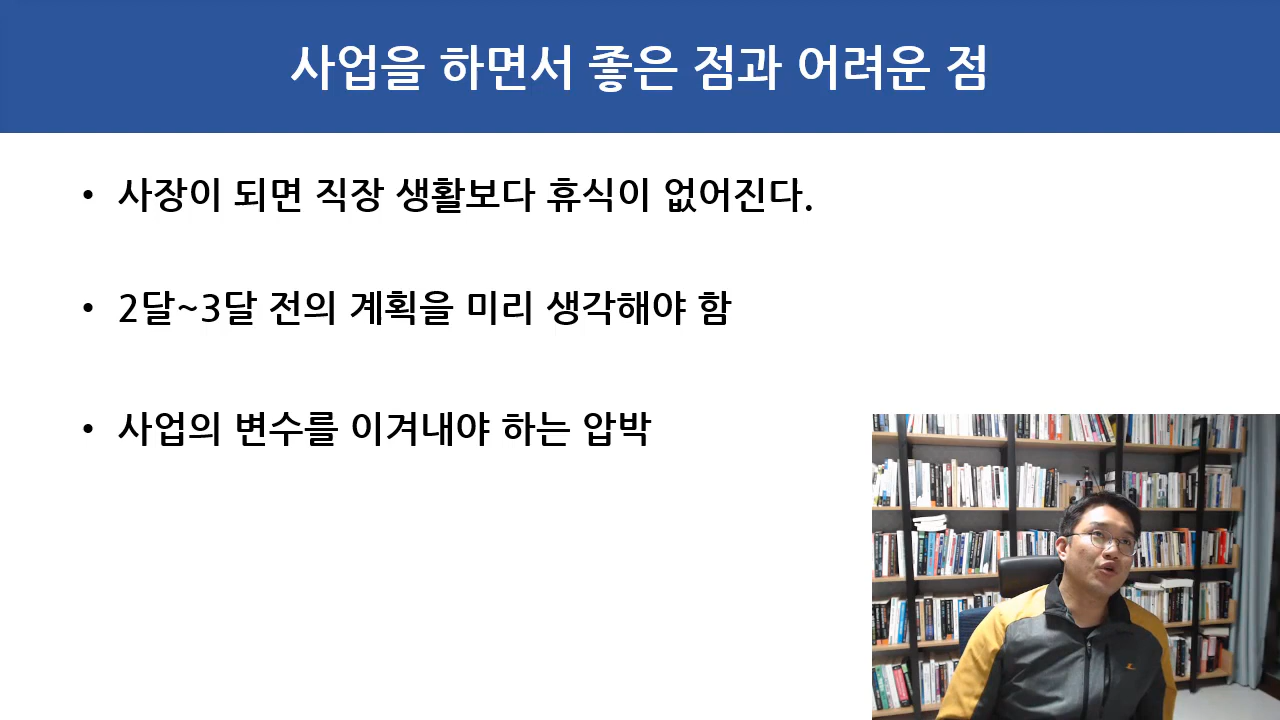 사업을 하면서 좋은 점과 어려운 점
• 사장이 되면 직장 생활보다 휴식이 없어진다.
• 2달~3달 전의 계획을 미리 생각해야 함
• 사업의 변수를 이겨내야 하는 압박